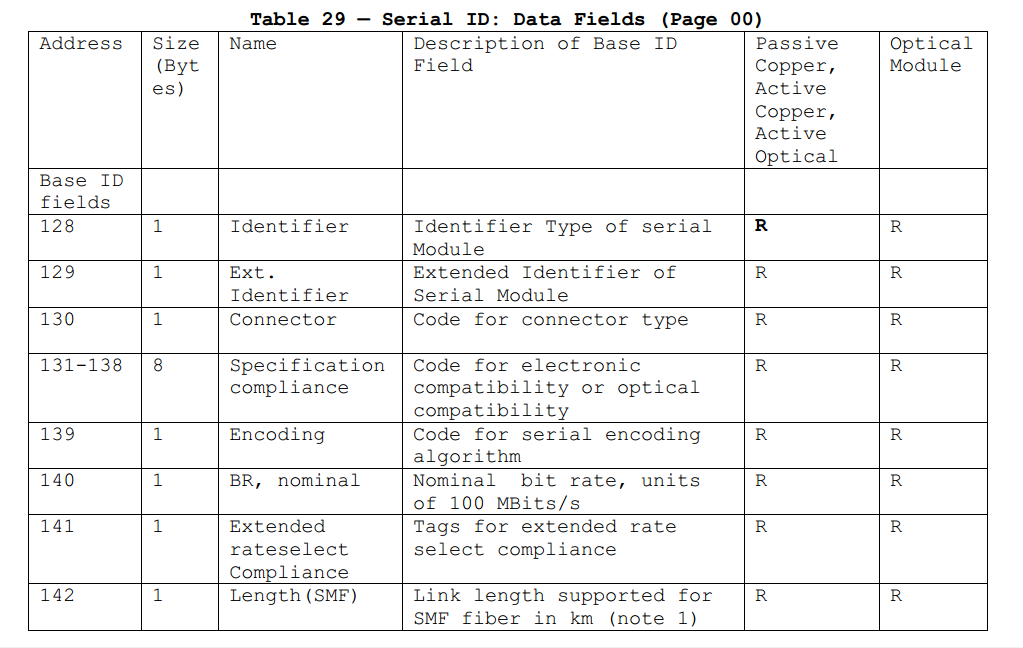 Table 29 — Serial ID: Data Fields (Page 00)
Address Size (Byt es) Name Description of Base ID Field Passive Copper, Active Copper, Active Optical Optical Module
Base ID fields
128 1 Identifier Identifier Type of serial Module R R
129 1 Ext. Identifier Extended Identifier of Serial Module R R
130 1 Connector Code for connector type R R
131-138 8 Specification compliance Code for electronic compatibility or optical compatibility R R
139 1 Encoding Code for serial encoding algorithm R R
140 1 BR, nominal Nominal bit rate, units of 100 MBits/s R R
141 1 Extended rateselect Compliance Tags for extended rate select compliance R R
142 1 Length(SMF) Link length supported for SMF fiber in km (note 1) R R